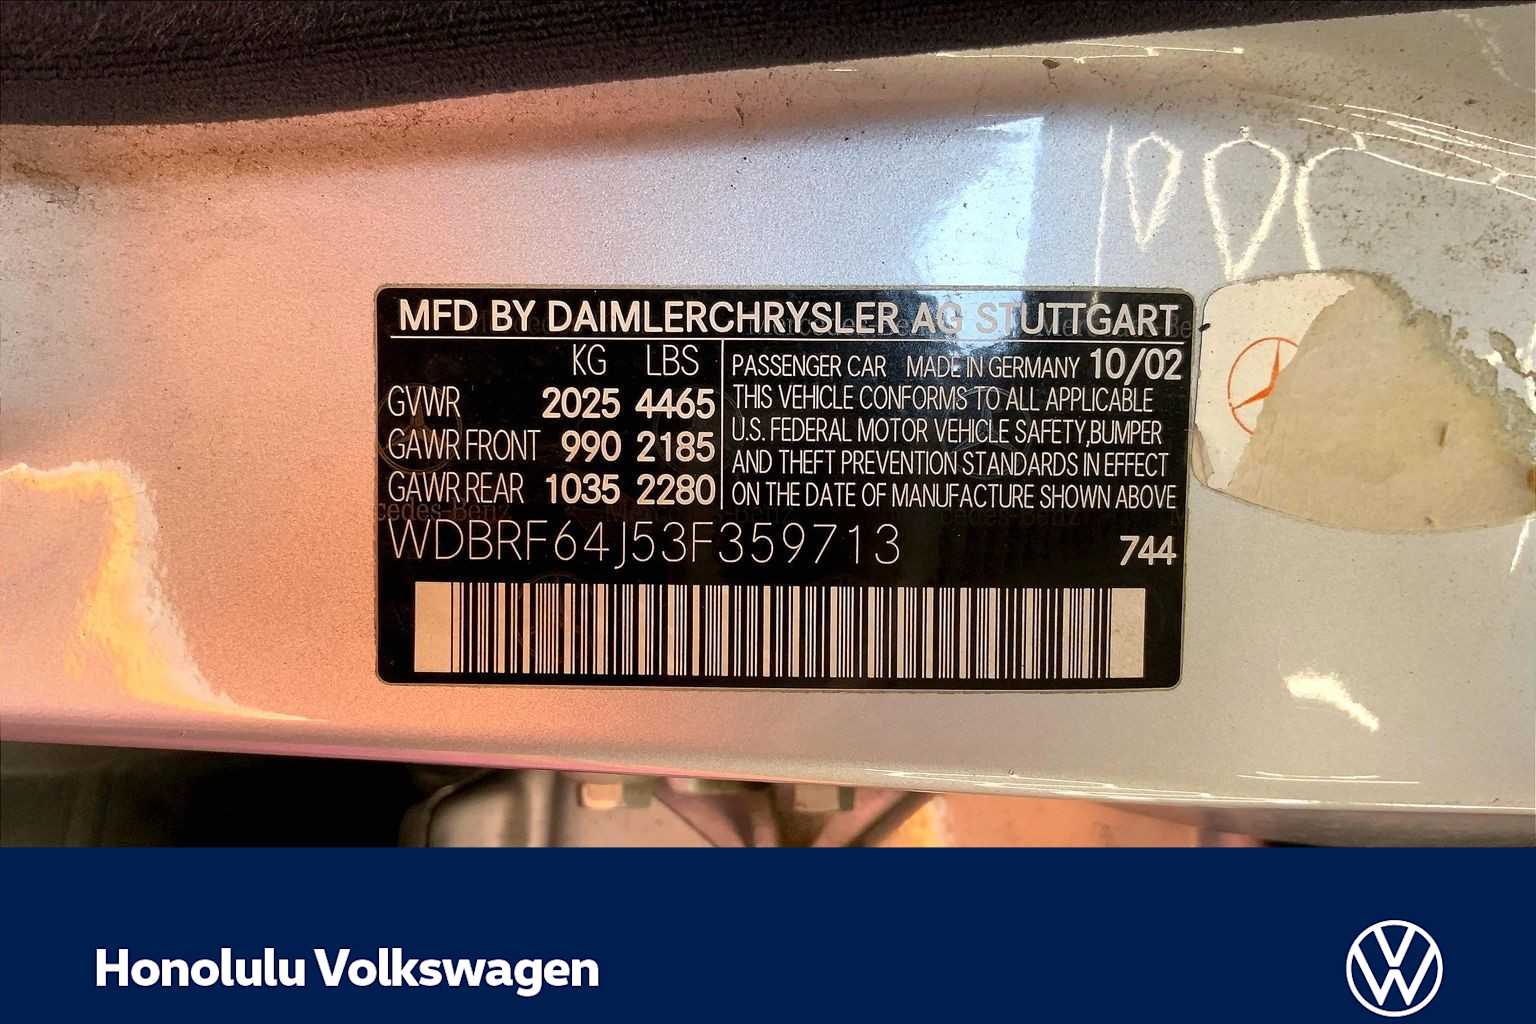 MFD BY DAIMLERCHRYSLER AG STUTTGART
KG LBS
GVWR 2025 4465
GAWR FRONT 990 2185
GAWR REAR 1035 2280
PASSENGER CAR MADE IN GERMANY 10/02
THIS VEHICLE CONFORMS TO ALL APPLICABLE
U.S. FEDERAL MOTOR VEHICLE SAFETY,BUMPER
AND THEFT PREVENTION STANDARDS IN EFFECT
ON THE DATE OF MANUFACTURE SHOWN ABOVE
WDBRF64J53F359713
744
Honolulu Volkswagen